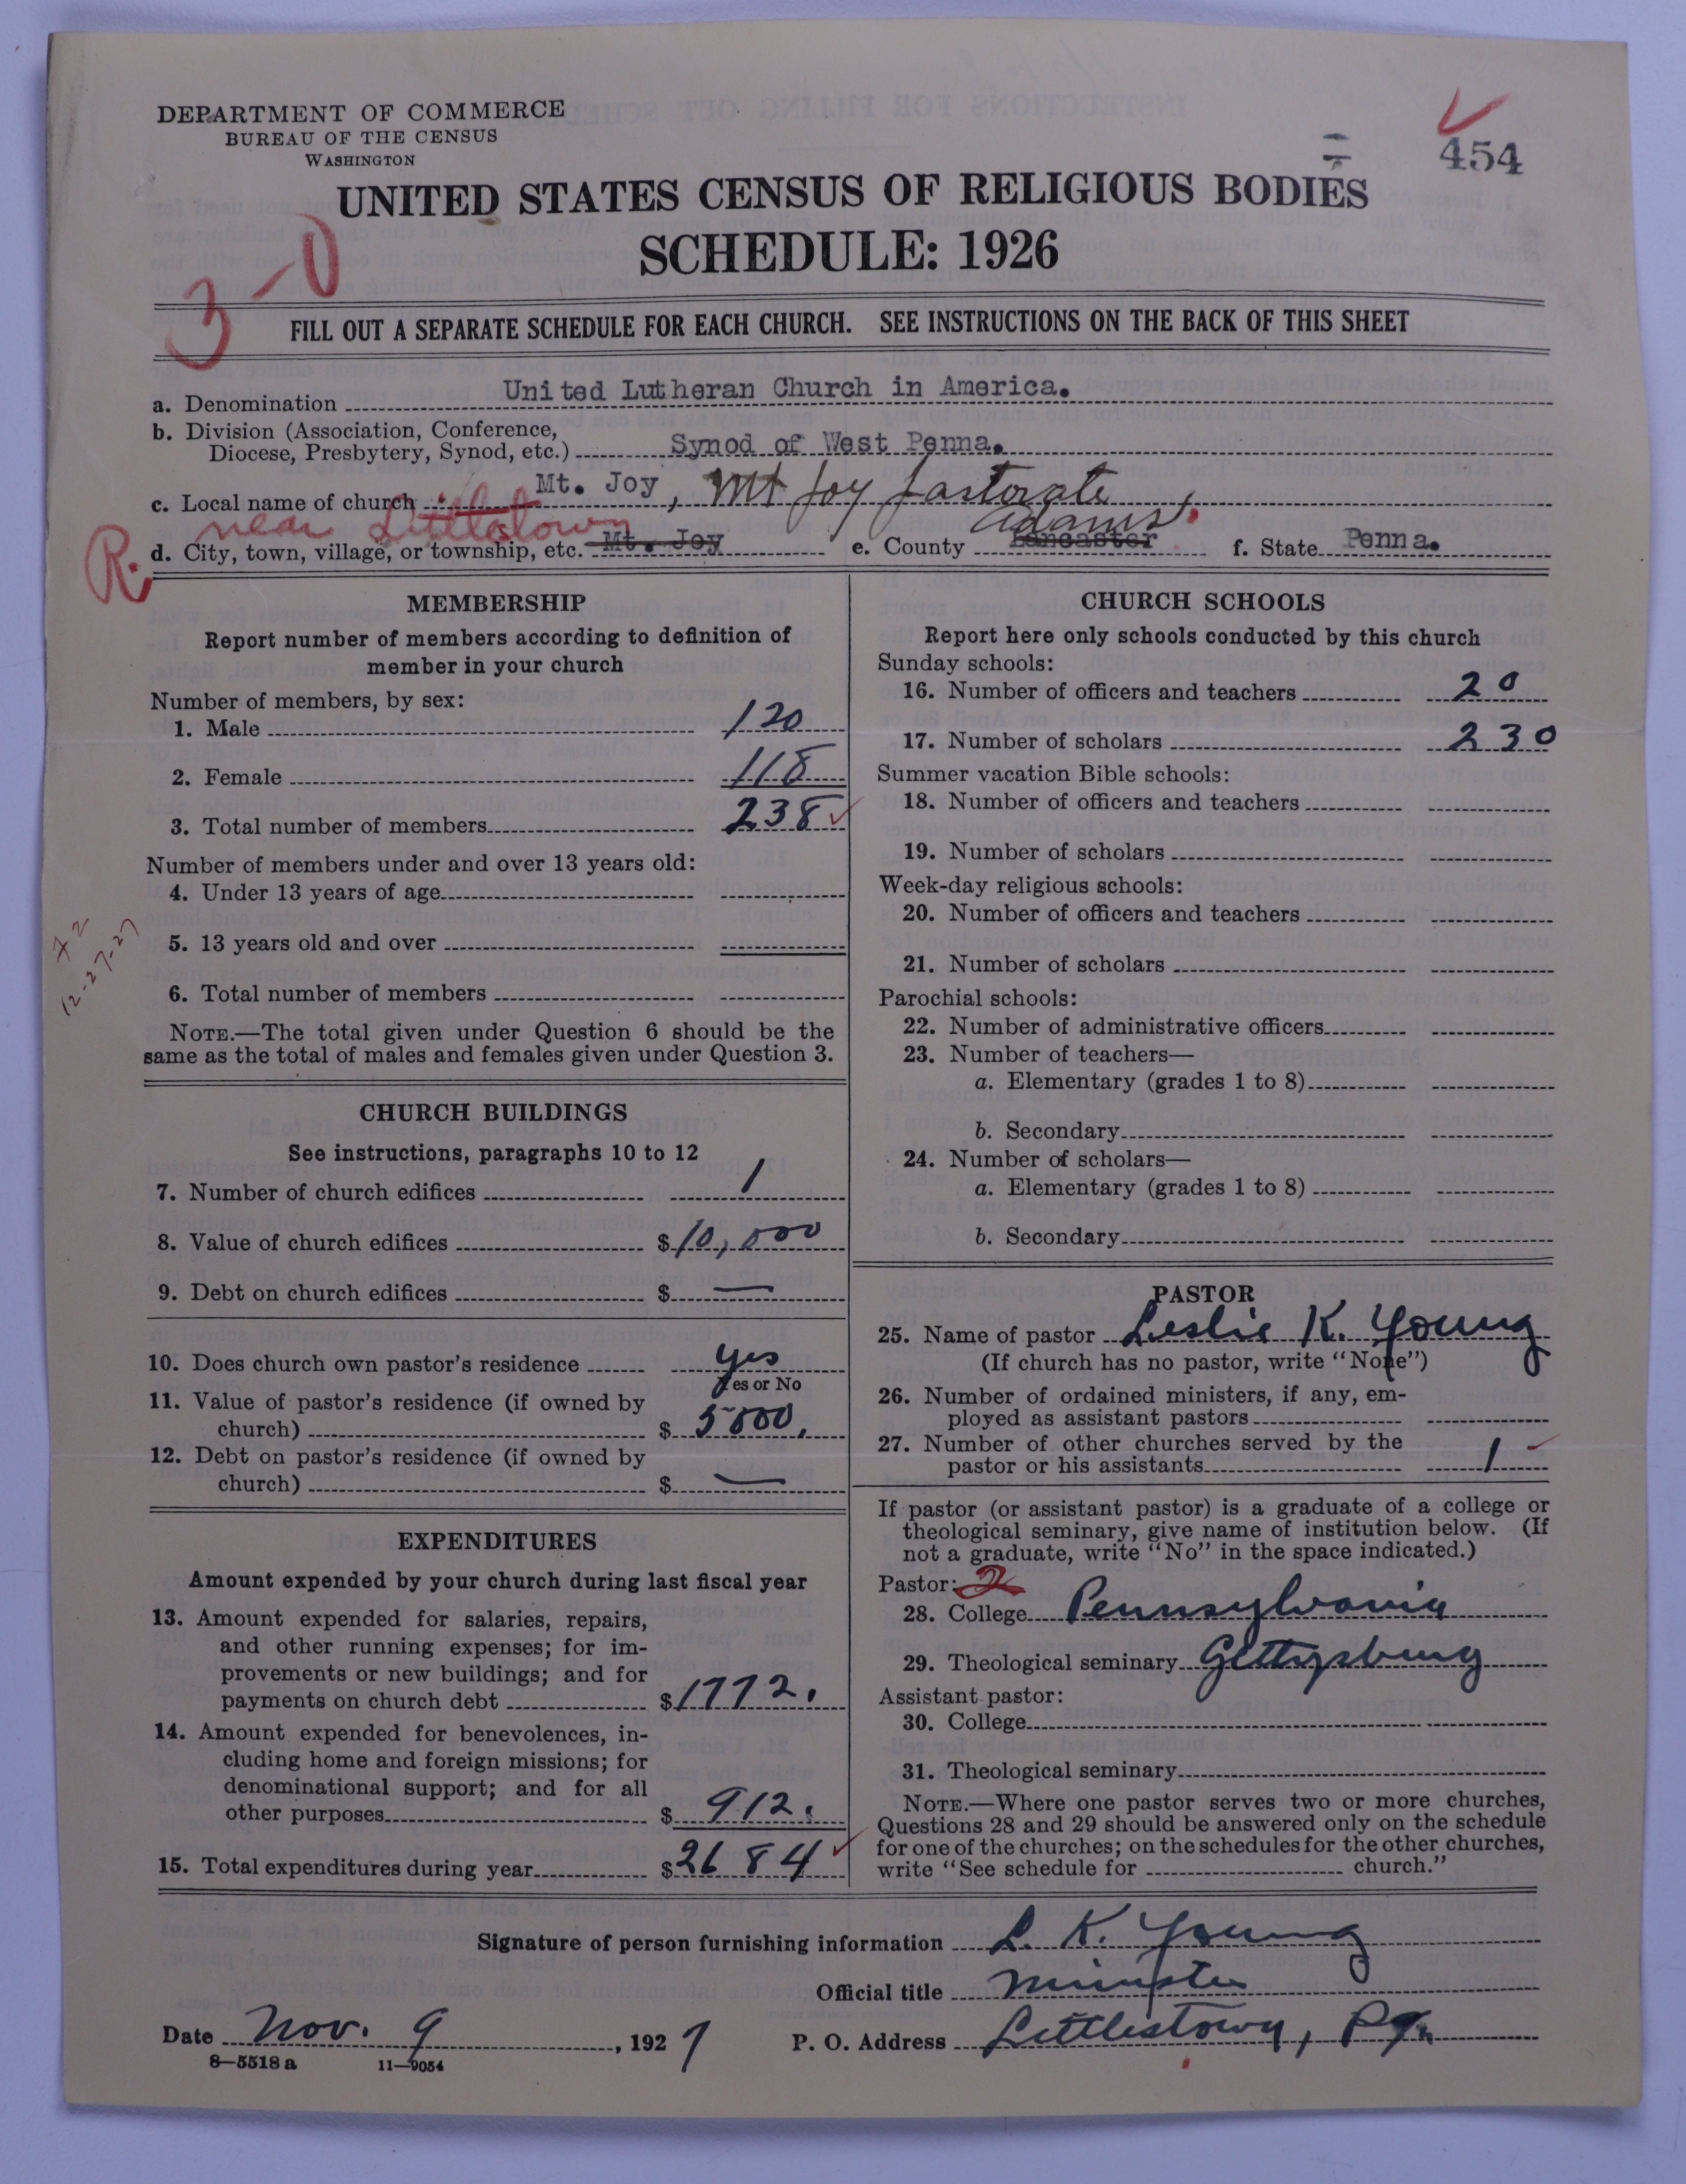 DEPARTMENT OF COMMERCE
BUREAU OF THE CENSUS
WASHINGTON
454
UNITED STATES CENSUS OF RELIGIOUS BODIES
SCHEDULE: 1926
3-0
FILL OUT A SEPARATE SCHEDULE FOR EACH CHURCH. SEE INSTRUCTIONS ON THE BACK OF THIS SHEET
a. Denomination United Lutheran Church in America.
b. Division (Association, Conference,
Diocese, Presbytery, Synod, etc.) Synod of West Penna.
c. Local name of church Mt. Joy, Mt Joy Pastorate
near Littlestown Adams.
R. d. City, town, village, or township, etc. Mt. Joy e. County Lancaster f. State Penna.
MEMBERSHIP
Report number of members according to definition of
member in your church
Number of members, by sex:
1. Male 120
2. Female 118
3. Total number of members 238
Number of members under and over 13 years old:
4. Under 13 years of age
5. 13 years old and over
6. Total number of members
12-27-27
NOTE.—The total given under Question 6 should be the
same as the total of males and females given under Question 3.
CHURCH BUILDINGS
See instructions, paragraphs 10 to 12
7. Number of church edifices 1
8. Value of church edifices $10,000
9. Debt on church edifices $ —
10. Does church own pastor's residence yes
Yes or No
11. Value of pastor's residence (if owned by
church) $ 5000.
12. Debt on pastor's residence (if owned by
church) $ —
EXPENDITURES
Amount expended by your church during last fiscal year
13. Amount expended for salaries, repairs,
and other running expenses; for im-
provements or new buildings; and for
payments on church debt $1772.
14. Amount expended for benevolences, in-
cluding home and foreign missions; for
denominational support; and for all
other purposes $ 912.
15. Total expenditures during year $2684
CHURCH SCHOOLS
Report here only schools conducted by this church
Sunday schools:
16. Number of officers and teachers 20
17. Number of scholars 230
Summer vacation Bible schools:
18. Number of officers and teachers
19. Number of scholars
Week-day religious schools:
20. Number of officers and teachers
21. Number of scholars
Parochial schools:
22. Number of administrative officers
23. Number of teachers—
a. Elementary (grades 1 to 8)
b. Secondary
24. Number of scholars—
a. Elementary (grades 1 to 8)
b. Secondary
PASTOR
25. Name of pastor Leslie K. Young
(If church has no pastor, write "None")
26. Number of ordained ministers, if any, em-
ployed as assistant pastors
27. Number of other churches served by the
pastor or his assistants 1
If pastor (or assistant pastor) is a graduate of a college or
theological seminary, give name of institution below. (If
not a graduate, write "No" in the space indicated.)
Pastor: 2
28. College Pennsylvania
29. Theological seminary Gettysburg
Assistant pastor:
30. College
31. Theological seminary
NOTE.—Where one pastor serves two or more churches,
Questions 28 and 29 should be answered only on the schedule
for one of the churches; on the schedules for the other churches,
write "See schedule for church."
Signature of person furnishing information L. K. Young
Official title Minister
Date Nov. 9, 1927 P. O. Address Littlestown, Pa.
8—5518 a 11—9054